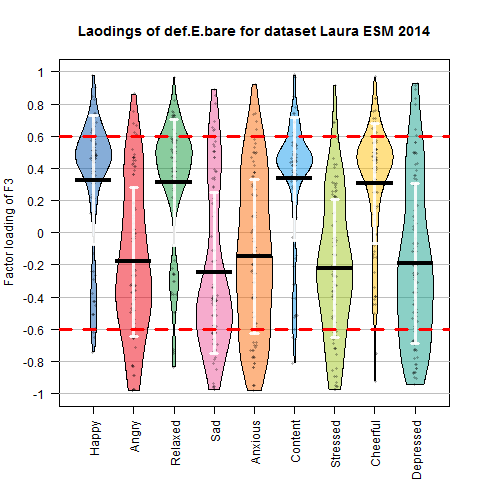 Laodings of def.E.bare for dataset Laura ESM 2014
Factor loading of F3
1
0.8
0.6
0.4
0.2
0
-0.2
-0.4
-0.6
-0.8
-1
Happy
Angry
Relaxed
Sad
Anxious
Content
Stressed
Cheerful
Depressed